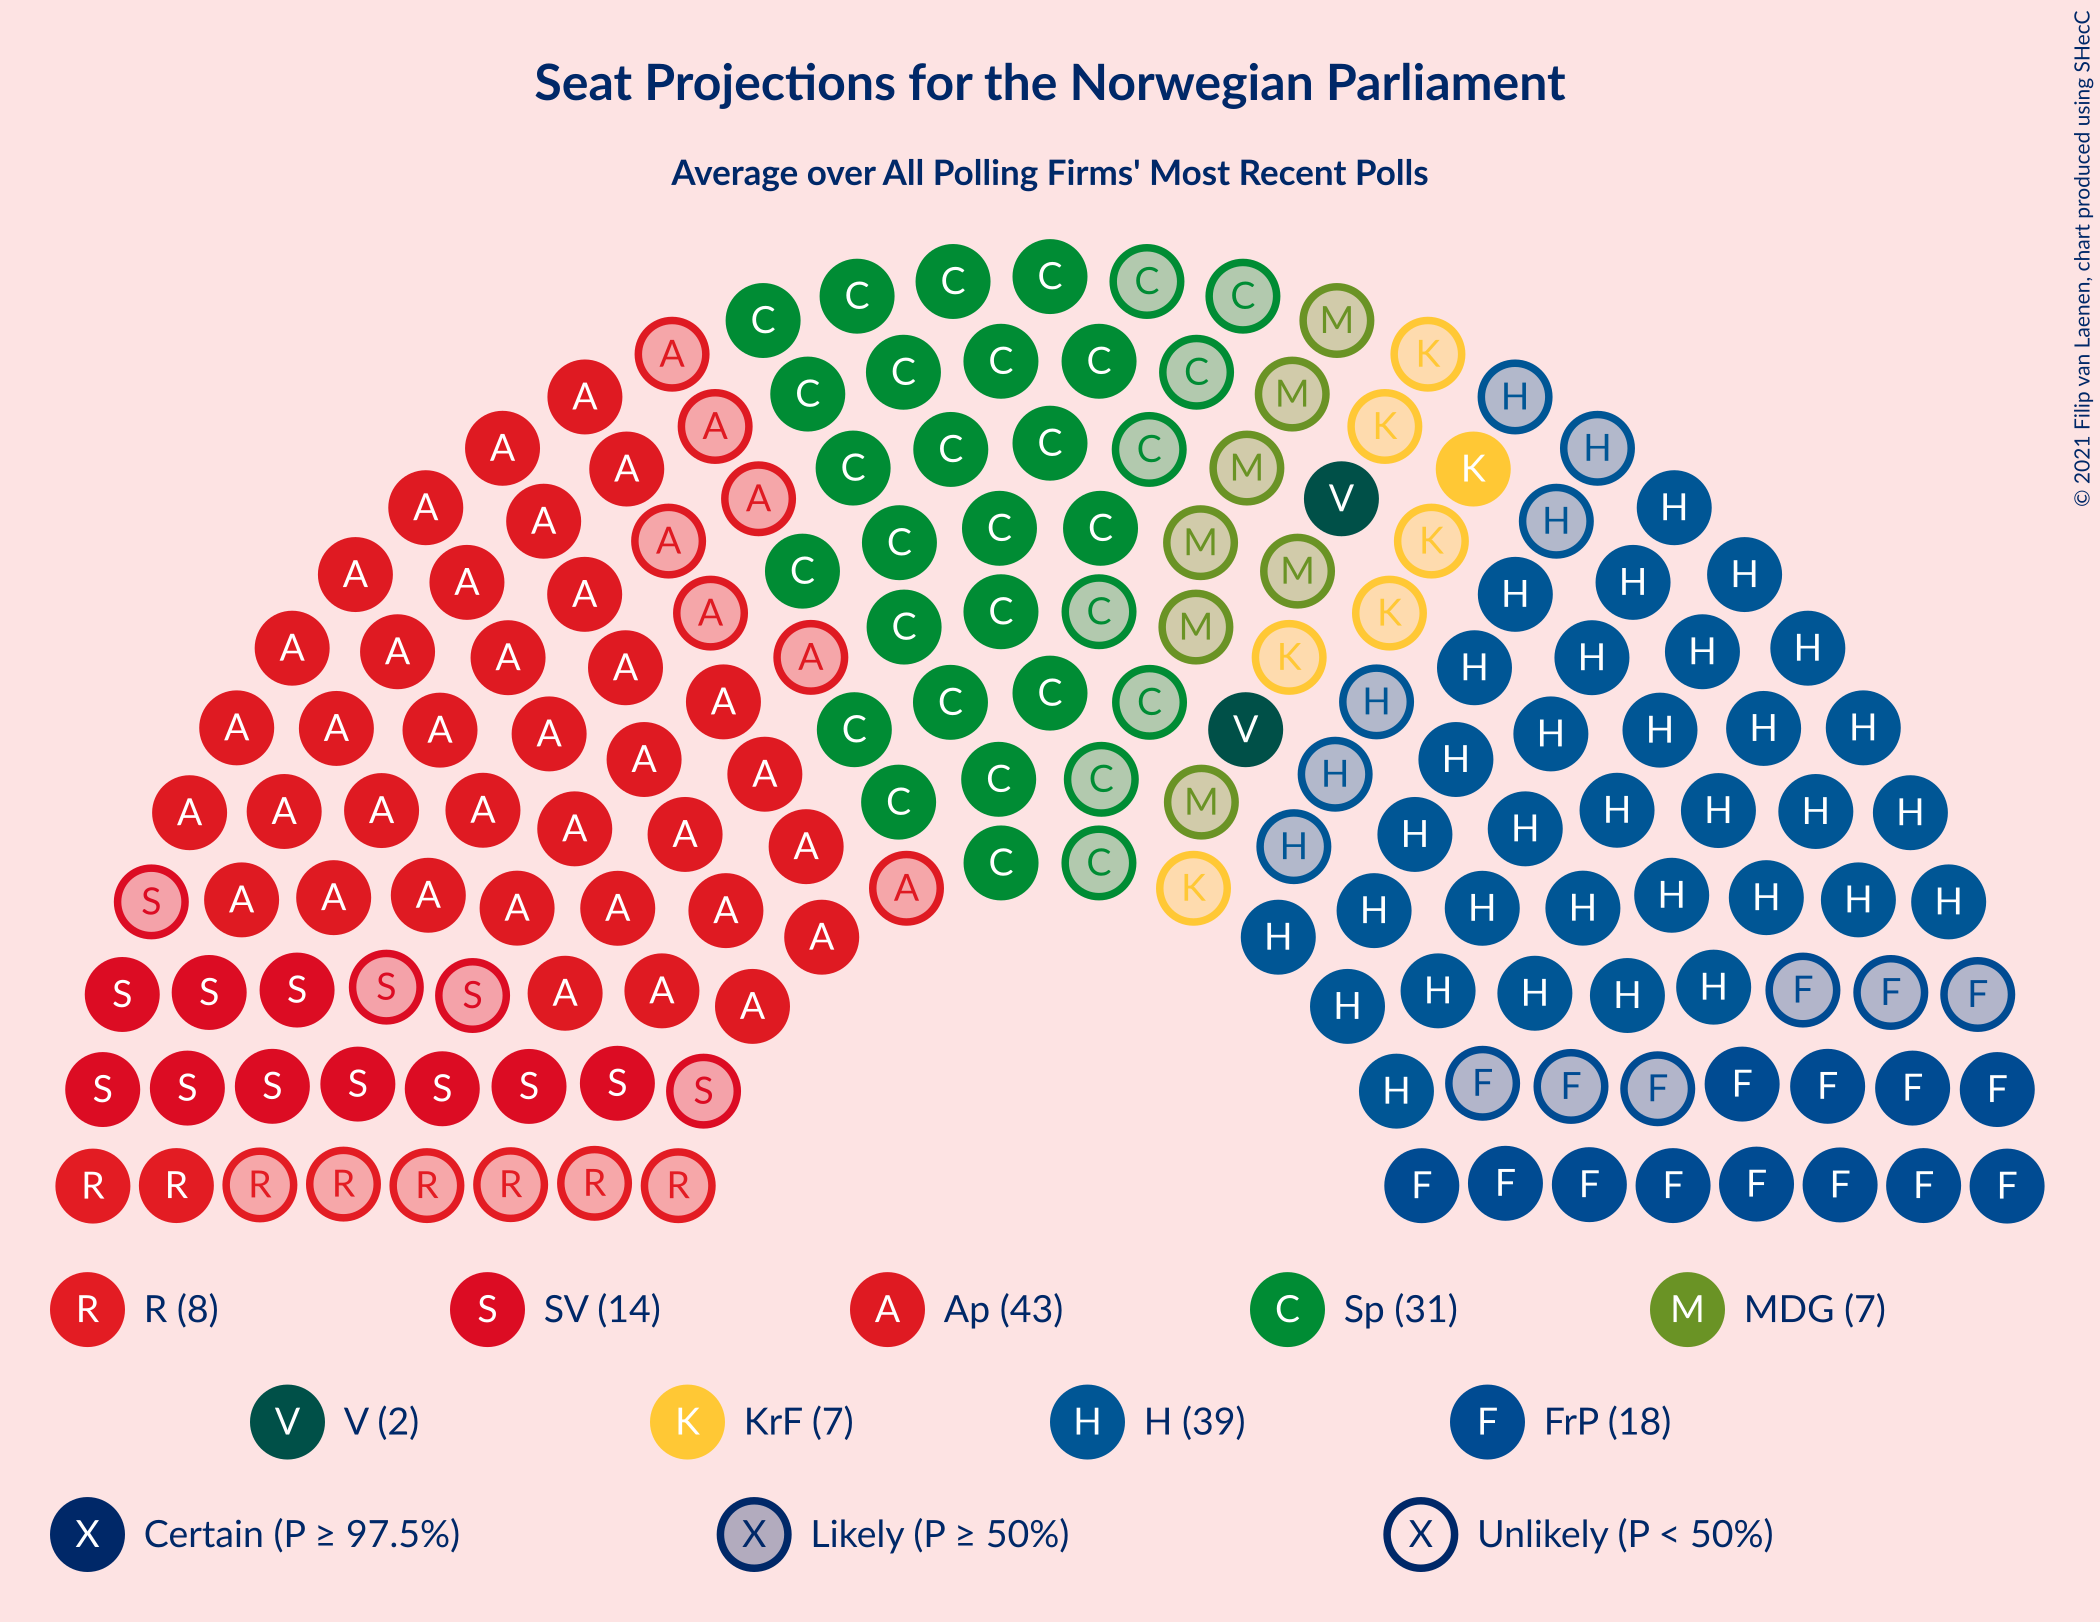 Seat Projections for the Norwegian Parliament
Average over All Polling Firms' Most Recent Polls
© 2021 Filip van Laenen, chart produced using SHecC
C C C C C C M
A K
A C C C C C M H
A A K H
A A C C C C M K
A A A V H
A A C C C C M M K H
A A A K H H
A A A A C C C M K H H H H
A A A A A C C C C V H H H H H H
A A A A A A A C C C M H H H H H H H
S A A A A A A A A C C K H H H H H H H H
S S S S S A A A H H H H H F F F
S S S S S S S S H F F F F F F F
R R R R R R R R F F F F F F F F
R R (8) S SV (14) A Ap (43) C Sp (31) M MDG (7)
V V (2) K KrF (7) H H (39) F FrP (18)
X Certain (P ≥ 97.5%) X Likely (P ≥ 50%) X Unlikely (P < 50%)